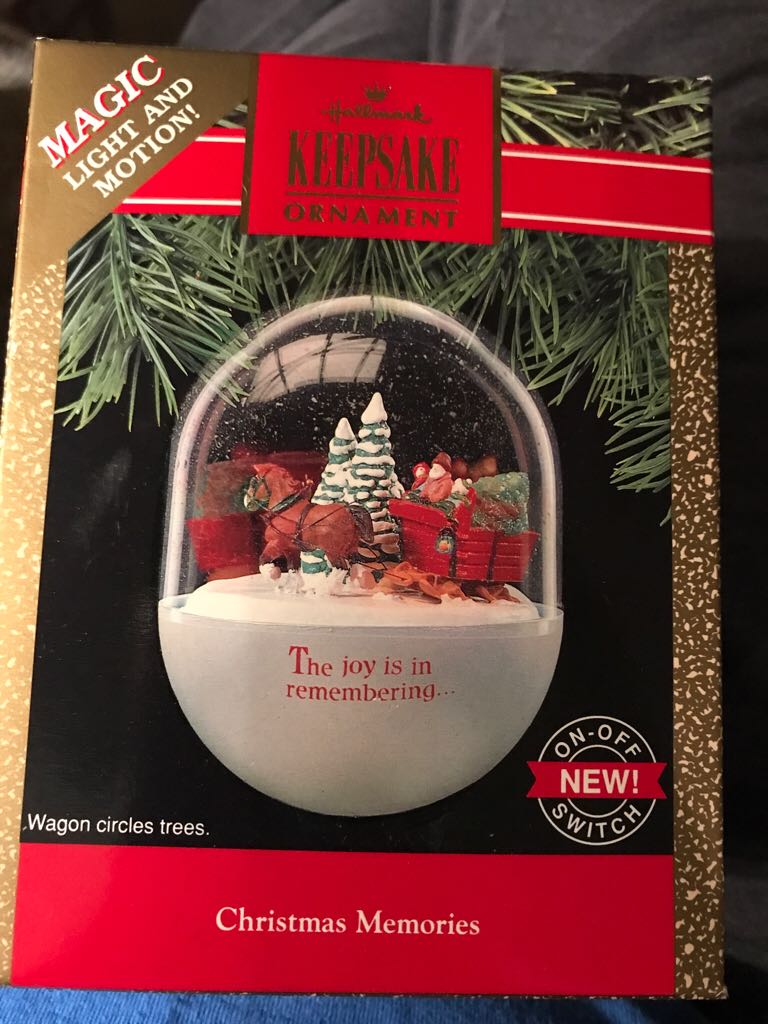 MAGIC
LIGHT AND
MOTION!
Hallmark
KEEPSAKE
ORNAMENT
The joy is in
remembering...
ON-OFF
NEW!
SWITCH
Wagon circles trees.
Christmas Memories